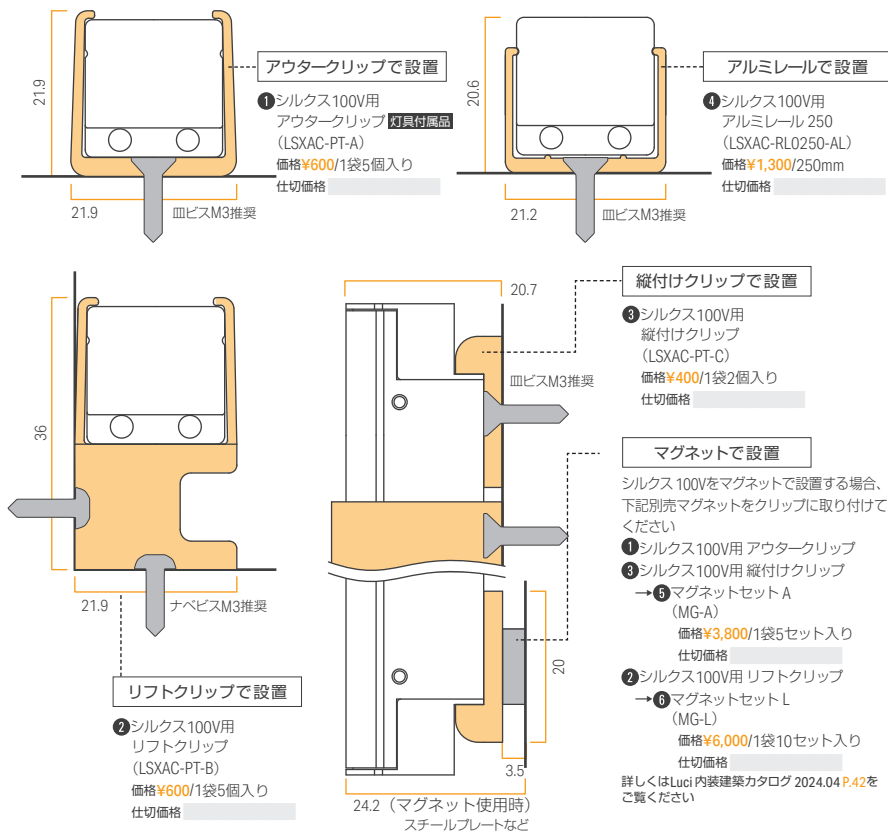 21.9
アウタークリップで設置
❶シルクス100V用
アウタークリップ 灯具付属品
(LSXAC-PT-A)
価格¥600/1袋5個入り
仕切価格
21.9
皿ビスM3推奨
20.6
アルミレールで設置
❹シルクス100V用
アルミレール 250
(LSXAC-RL0250-AL)
価格¥1,300/250mm
仕切価格
21.2
皿ビスM3推奨
36
21.9
ナベビスM3推奨
リフトクリップで設置
❷シルクス100V用
リフトクリップ
(LSXAC-PT-B)
価格¥600/1袋5個入り
仕切価格
20.7
皿ビスM3推奨
20
3.5
24.2(マグネット使用時)
スチールプレートなど
縦付けクリップで設置
❸シルクス100V用
縦付けクリップ
(LSXAC-PT-C)
価格¥400/1袋2個入り
仕切価格
マグネットで設置
シルクス100Vをマグネットで設置する場合、
下記別売マグネットをクリップに取り付けて
ください
❶シルクス100V用 アウタークリップ
❸シルクス100V用 縦付けクリップ
→❺マグネットセット A
(MG-A)
価格¥3,800/1袋5セット入り
仕切価格
❷シルクス100V用 リフトクリップ
→❻マグネットセット L
(MG-L)
価格¥6,000/1袋10セット入り
仕切価格
詳しくはLuci 内装建築カタログ 2024.04 P.42を
ご覧ください